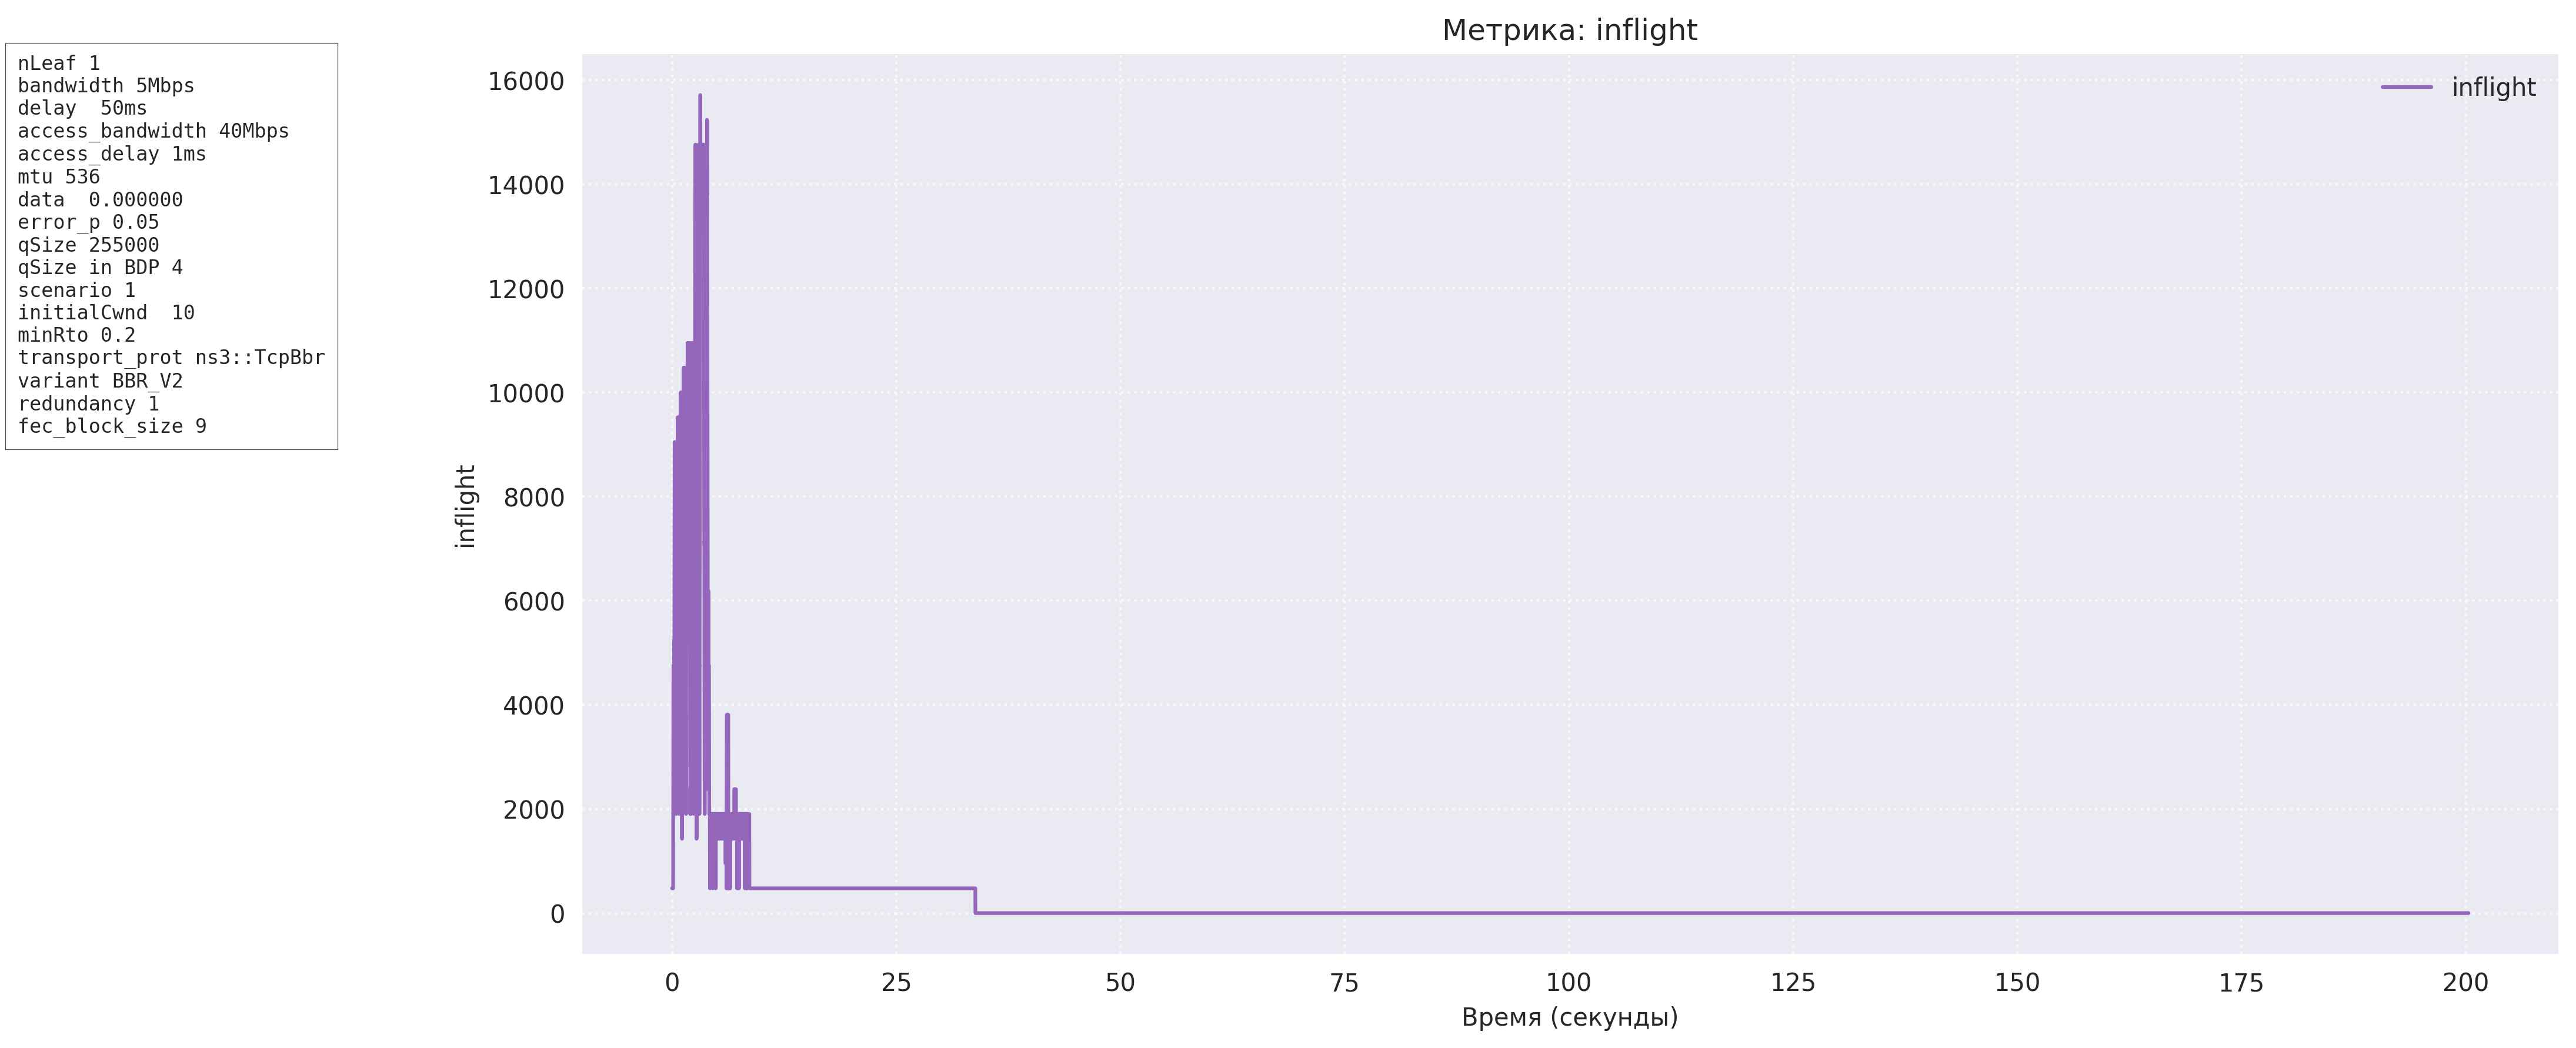 Метрика: inflight
nLeaf 1
bandwidth 5Mbps
delay  50ms
access_bandwidth 40Mbps
access_delay 1ms
mtu 536
data  0.000000
error_p 0.05
qSize 255000
qSize in BDP 4
scenario 1
initialCwnd  10
minRto 0.2
transport_prot ns3::TcpBbr
variant BBR_V2
redundancy 1
fec_block_size 9
inflight
16000
14000
12000
10000
8000
6000
4000
2000
0
inflight
0 25 50 75 100 125 150 175 200
Время (секунды)